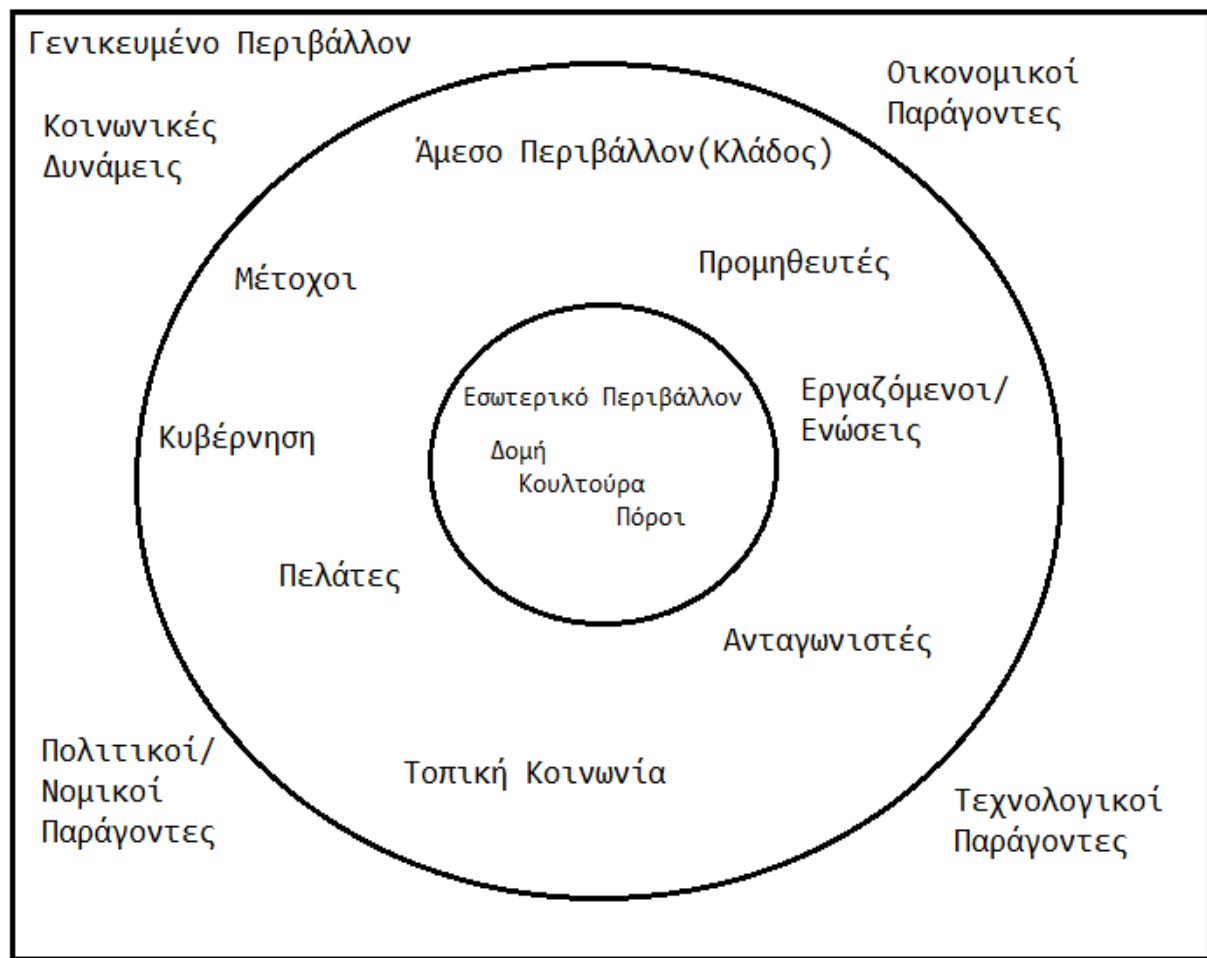 Γενικευμένο Περιβάλλον
Οικονομικοί
Παράγοντες
Κοινωνικές
Δυνάμεις
Άμεσο Περιβάλλον(Κλάδος)
Προμηθευτές
Μέτοχοι
Εσωτερικό Περιβάλλον
Δομή
Κουλτούρα
Πόροι
Εργαζόμενοι/
Ενώσεις
Κυβέρνηση
Πελάτες
Ανταγωνιστές
Τοπική Κοινωνία
Πολιτικοί/
Νομικοί
Παράγοντες
Τεχνολογικοί
Παράγοντες